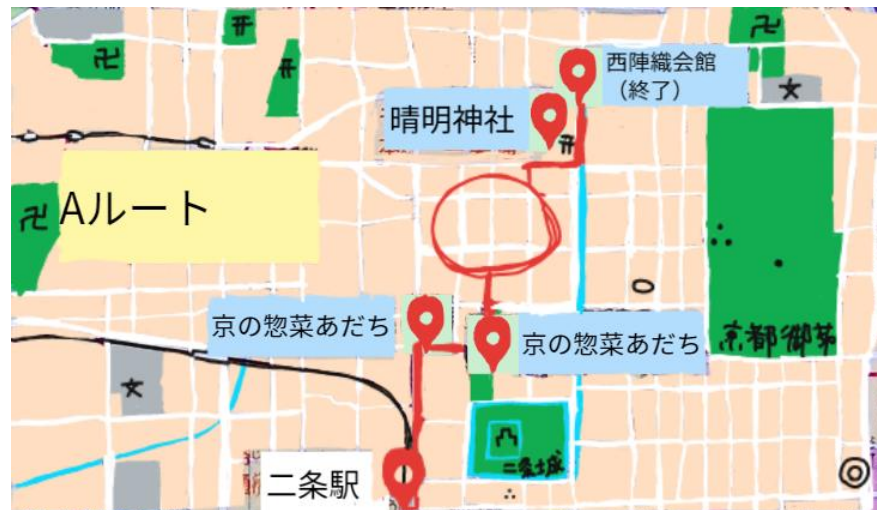 西陣織会館
（終了）
晴明神社
Aルート
京の惣菜あだち
京の惣菜あだち
京都御苑
二条城
二条駅